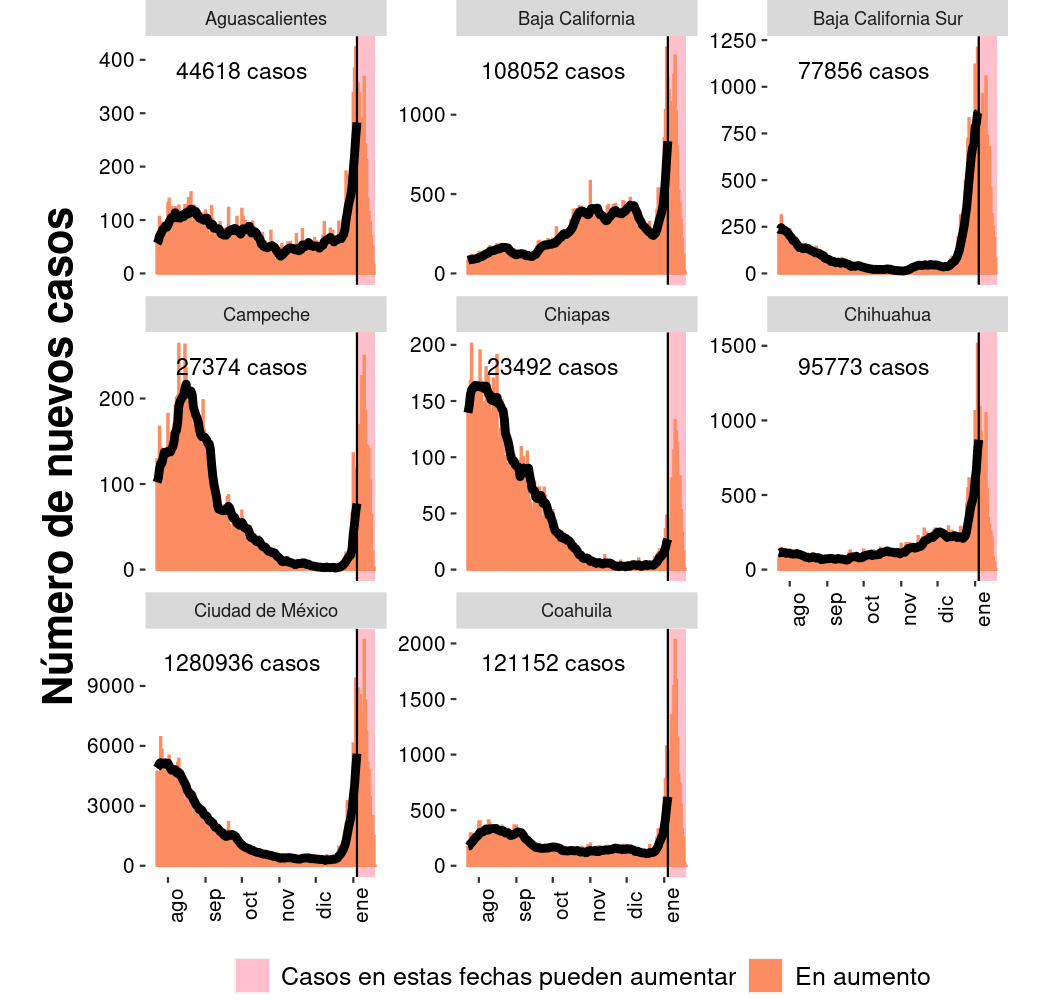 Número de nuevos casos
Aguascalientes
44618 casos
400
300
200
100
0
Baja California
108052 casos
1000
500
0
Baja California Sur
77856 casos
1250
1000
750
500
250
0
Campeche
27374 casos
200
100
0
Chiapas
23492 casos
200
150
100
50
0
Chihuahua
95773 casos
1500
1000
500
0
ago
sep
oct
nov
dic
ene
Ciudad de México
1280936 casos
9000
6000
3000
0
ago
sep
oct
nov
dic
ene
Coahuila
121152 casos
2000
1500
1000
500
0
ago
sep
oct
nov
dic
ene
Casos en estas fechas pueden aumentar
En aumento